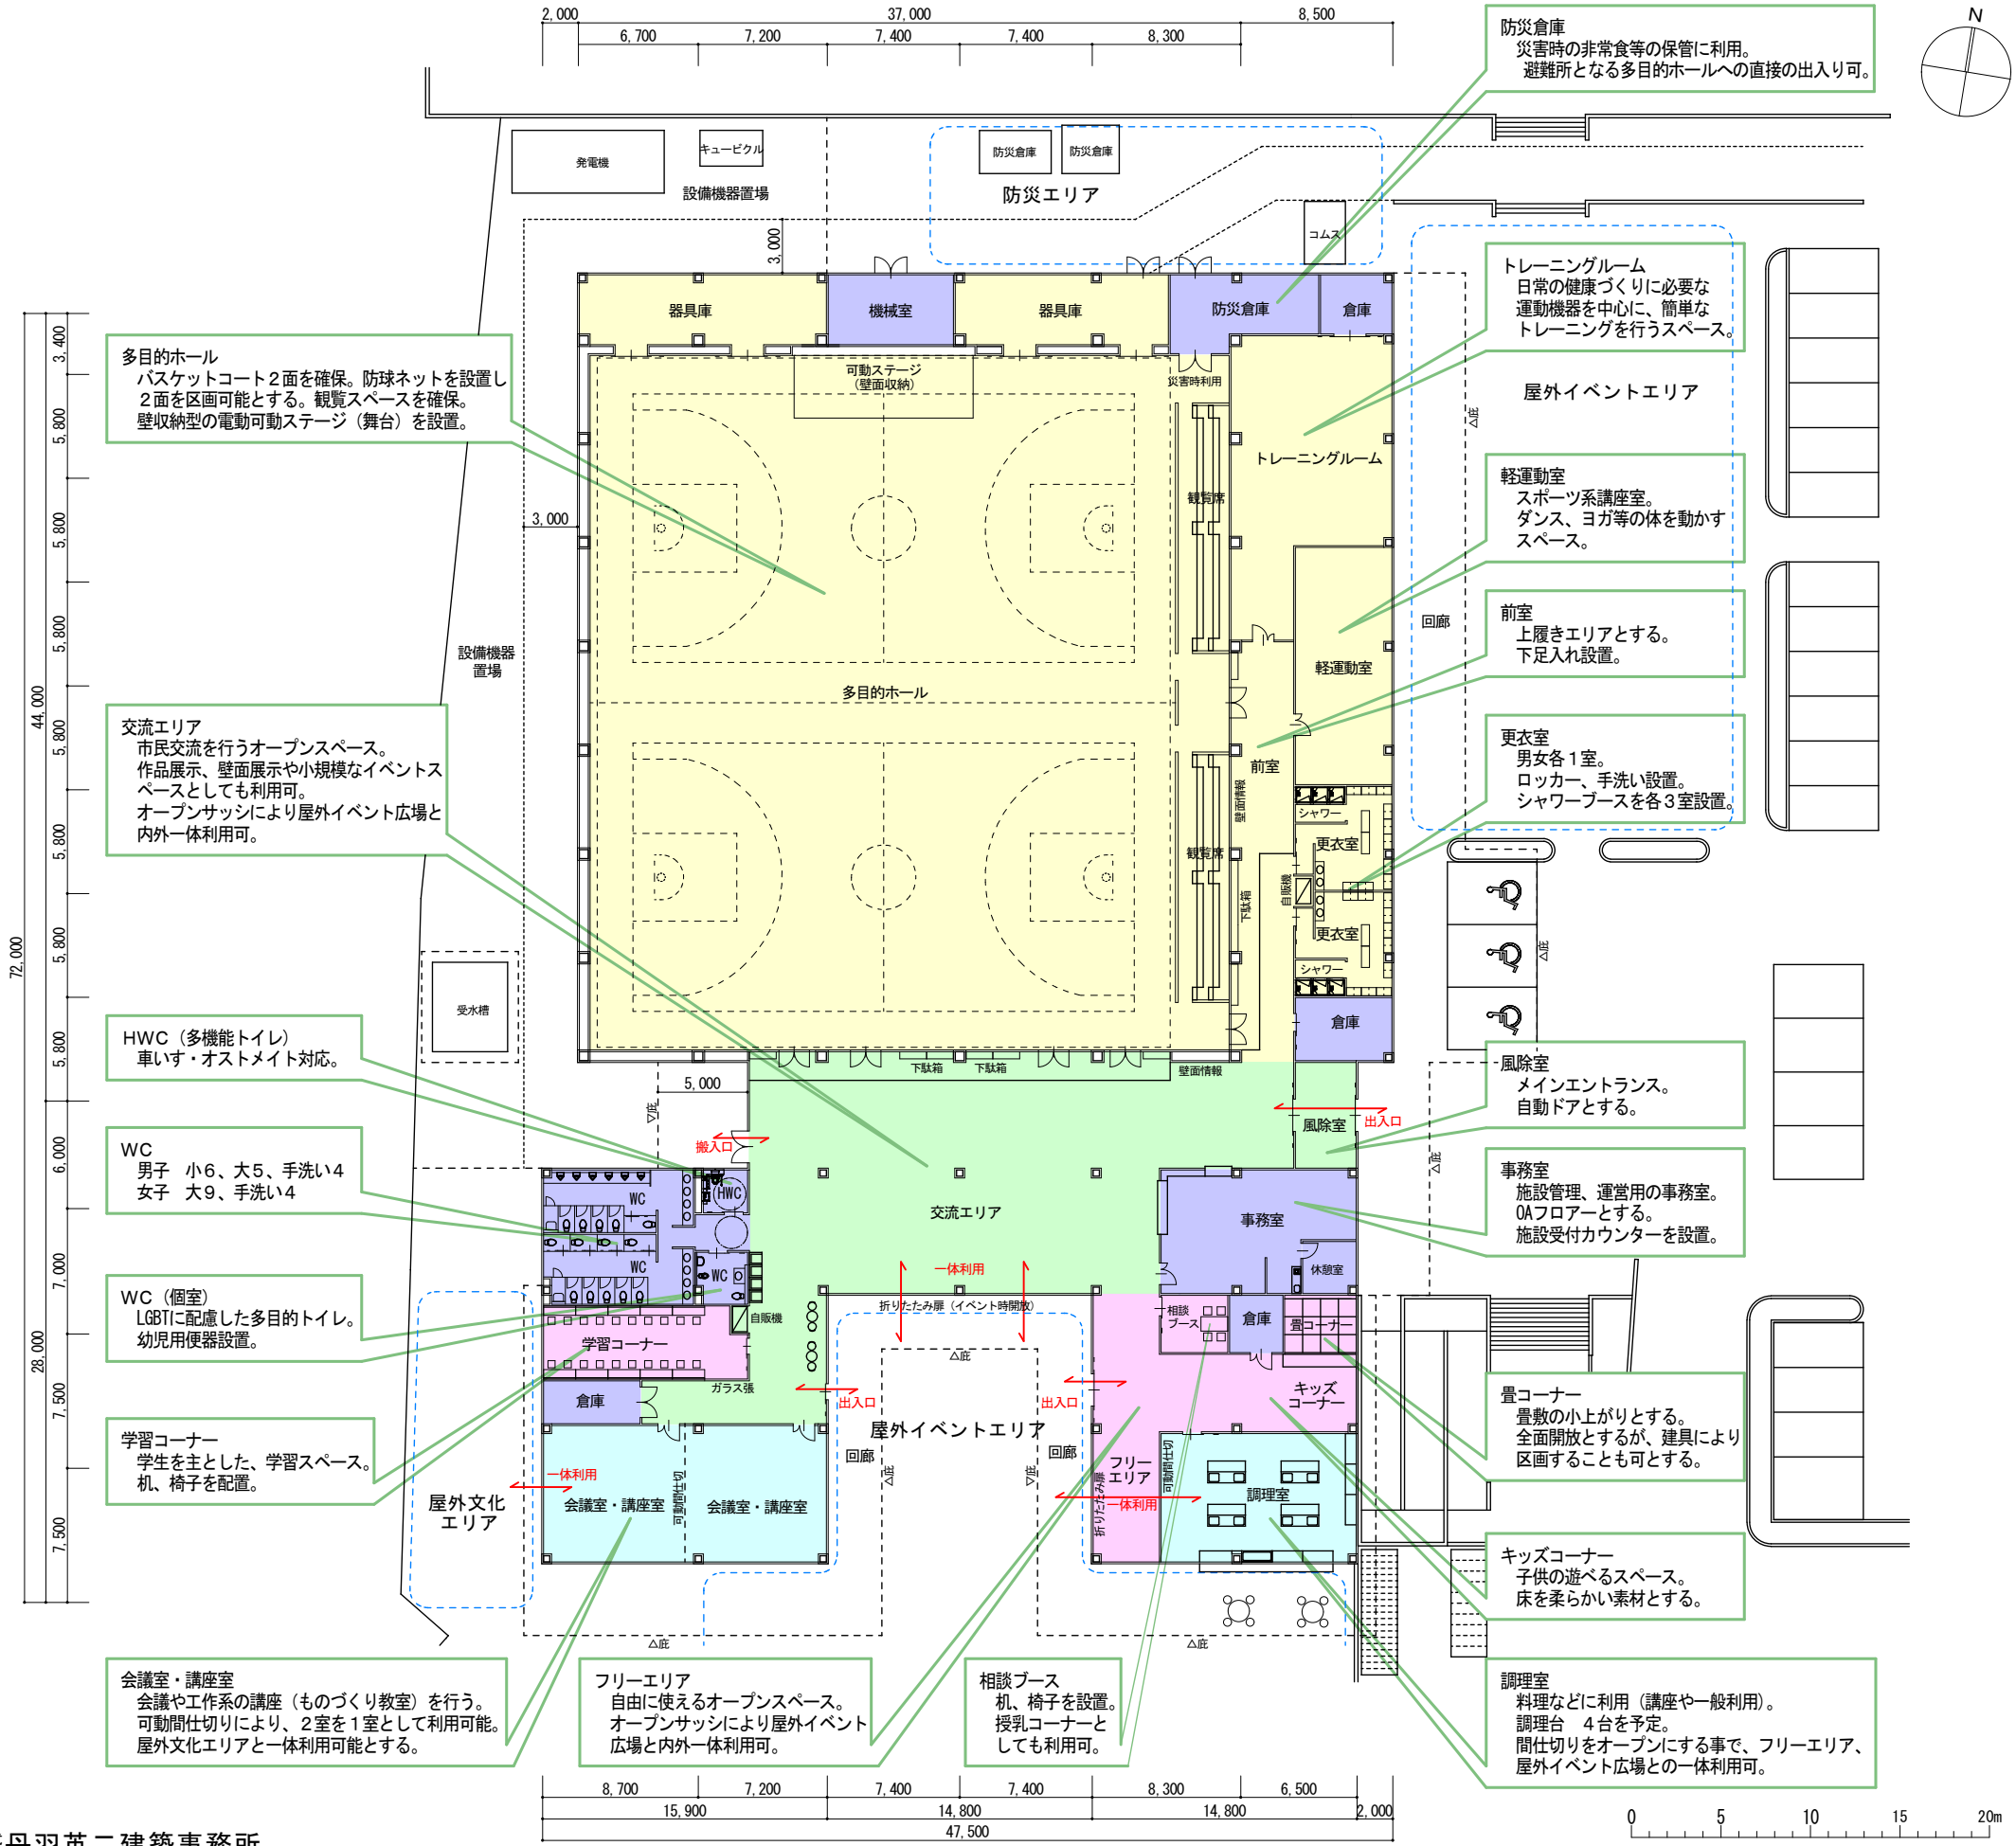 2,000
37,000
8,500
6,700
7,200
7,400
7,400
8,300
N
防災倉庫
災害時の非常食等の保管に利用。
避難所となる多目的ホールへの直接の出入り可。
発電機
キュービクル
設備機器置場
防災倉庫
防災倉庫
防災エリア
コムス
3,000
トレーニングルーム
日常の健康づくりに必要な
運動機器を中心に、簡単な
トレーニングを行うスペース。
器具庫
機械室
器具庫
防災倉庫
倉庫
多目的ホール
バスケットコート2面を確保。防球ネットを設置し
2面を区画可能とする。観覧スペースを確保。
壁収納型の電動可動ステージ（舞台）を設置。
可動ステージ
（壁面収納）
災害時利用
屋外イベントエリア
△庇
トレーニングルーム
観覧席
軽運動室
スポーツ系講座室。
ダンス、ヨガ等の体を動かす
スペース。
3,000
前室
上履きエリアとする。
下足入れ設置。
回廊
設備機器
置場
軽運動室
多目的ホール
交流エリア
市民交流を行うオープンスペース。
作品展示、壁面展示や小規模なイベントス
ペースとしても利用可。
オープンサッシにより屋外イベント広場と
内外一体利用可。
更衣室
男女各1室。
ロッカー、手洗い設置。
シャワーブースを各3室設置。
前室
壁面情報
シャワー
更衣室
観覧席
自販機
下駄箱
更衣室
シャワー
△庇
受水槽
倉庫
HWC（多機能トイレ）
車いす・オストメイト対応。
下駄箱
下駄箱
壁面情報
風除室
メインエントランス。
自動ドアとする。
5,000
▽庇
搬入口
風除室
出入口
△庇
WC
男子　小6、大5、手洗い4
女子　大9、手洗い4
WC
HWC
交流エリア
事務室
事務室
施設管理、運営用の事務室。
OAフロアーとする。
施設受付カウンターを設置。
WC
WC
一体利用
休憩室
WC（個室）
LGBTに配慮した多目的トイレ。
幼児用便器設置。
折りたたみ扉（イベント時開放）
自販機
相談
ブース
倉庫
畳コーナー
学習コーナー
△庇
ガラス張
倉庫
出入口
出入口
キッズ
コーナー
畳コーナー
畳敷の小上がりとする。
全面開放とするが、建具により
区画することも可とする。
屋外イベントエリア
学習コーナー
学生を主とした、学習スペース。
机、椅子を配置。
回廊
回廊
△庇
▽庇
一体利用
屋外文化
エリア
会議室・講座室
可動間仕切
会議室・講座室
フリー
エリア
折りたたみ扉
可動間仕切
一体利用
調理室
キッズコーナー
子供の遊べるスペース。
床を柔らかい素材とする。
△庇
△庇
会議室・講座室
会議や工作系の講座（ものづくり教室）を行う。
可動間仕切りにより、2室を1室として利用可能。
屋外文化エリアと一体利用可能とする。
フリーエリア
自由に使えるオープンスペース。
オープンサッシにより屋外イベント
広場と内外一体利用可。
相談ブース
机、椅子を設置。
授乳コーナーと
しても利用可。
調理室
料理などに利用（講座や一般利用）。
調理台　4台を予定。
間仕切りをオープンにする事で、フリーエリア、
屋外イベント広場との一体利用可。
72,000
44,000
28,000
3,400
5,800
5,800
5,800
5,800
5,800
5,800
5,800
6,000
7,000
7,500
7,500
8,700
7,200
7,400
7,400
8,300
6,500
15,900
14,800
14,800
2,000
47,500
0 5 10 15 20m
丹羽英二建築事務所